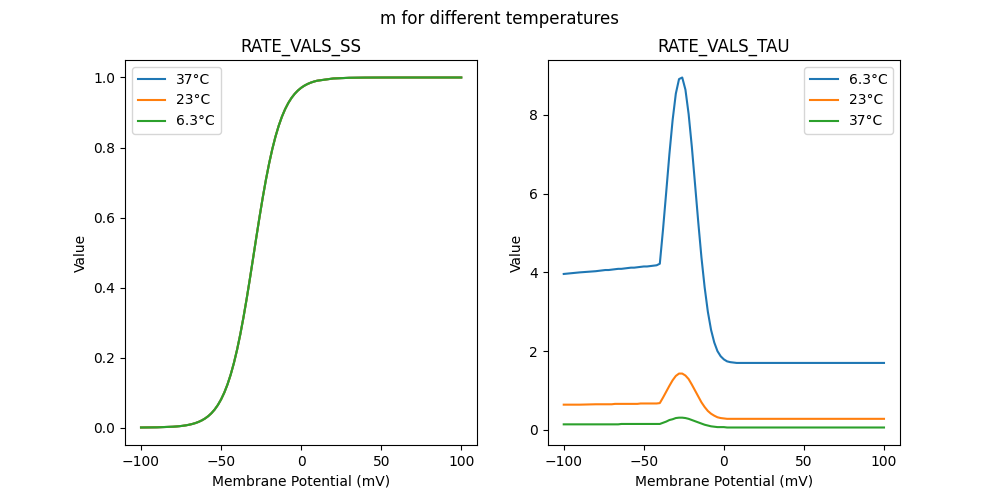 m for different temperatures
RATE_VALS_SS
RATE_VALS_TAU
Value
1.0
0.8
0.6
0.4
0.2
0.0
37°C
23°C
6.3°C
−100
−50
0
50
100
Membrane Potential (mV)
Value
8
6
4
2
0
6.3°C
23°C
37°C
−100
−50
0
50
100
Membrane Potential (mV)